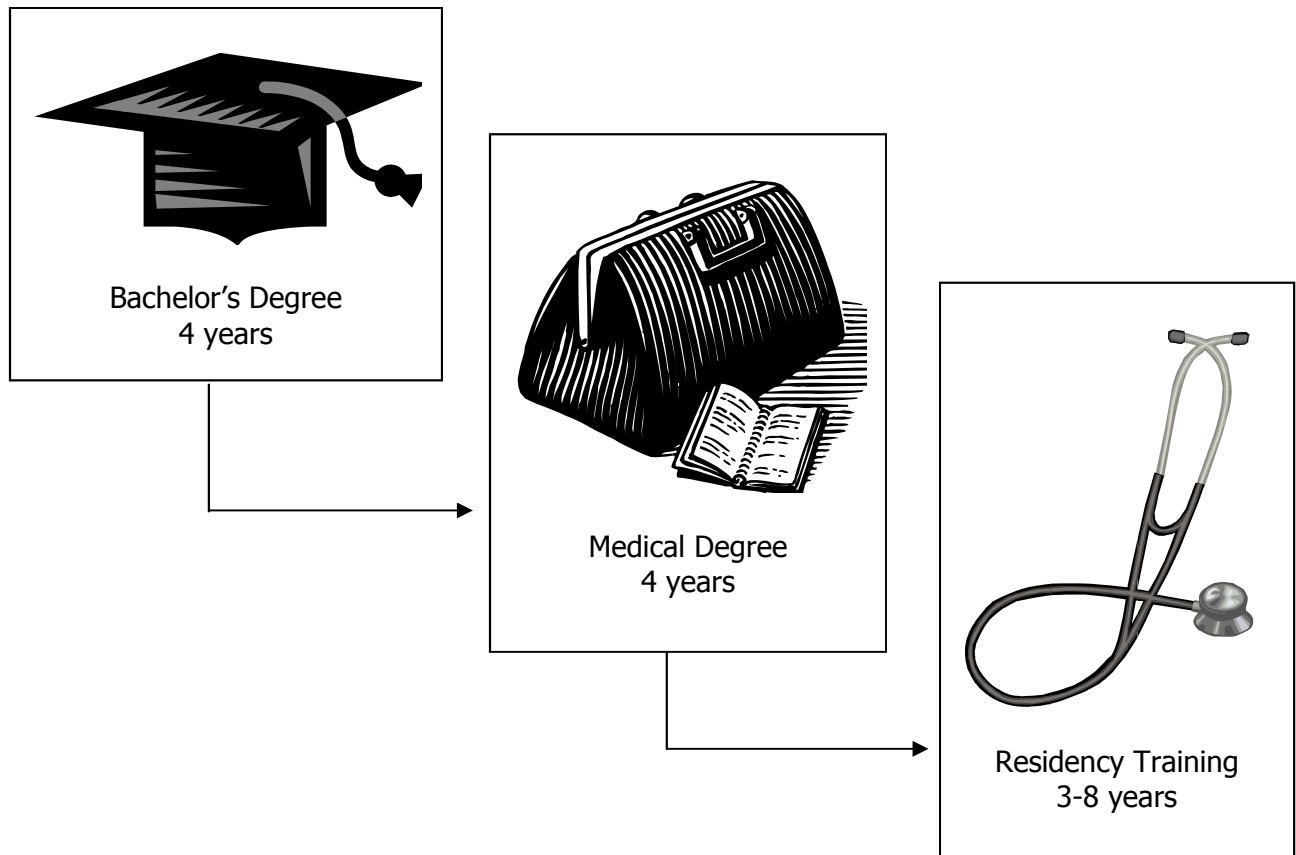 Bachelor’s Degree
4 years
Medical Degree
4 years
Residency Training
3-8 years